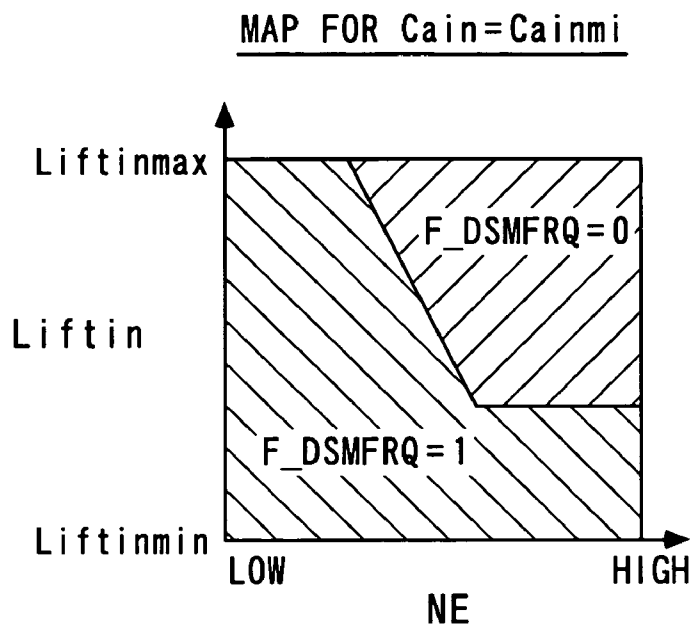 MAP FOR Cain=Cainmi
Liftinmax
F_DSMFRQ=0
Liftin
F_DSMFRQ=1
Liftinmin
LOW
HIGH
NE